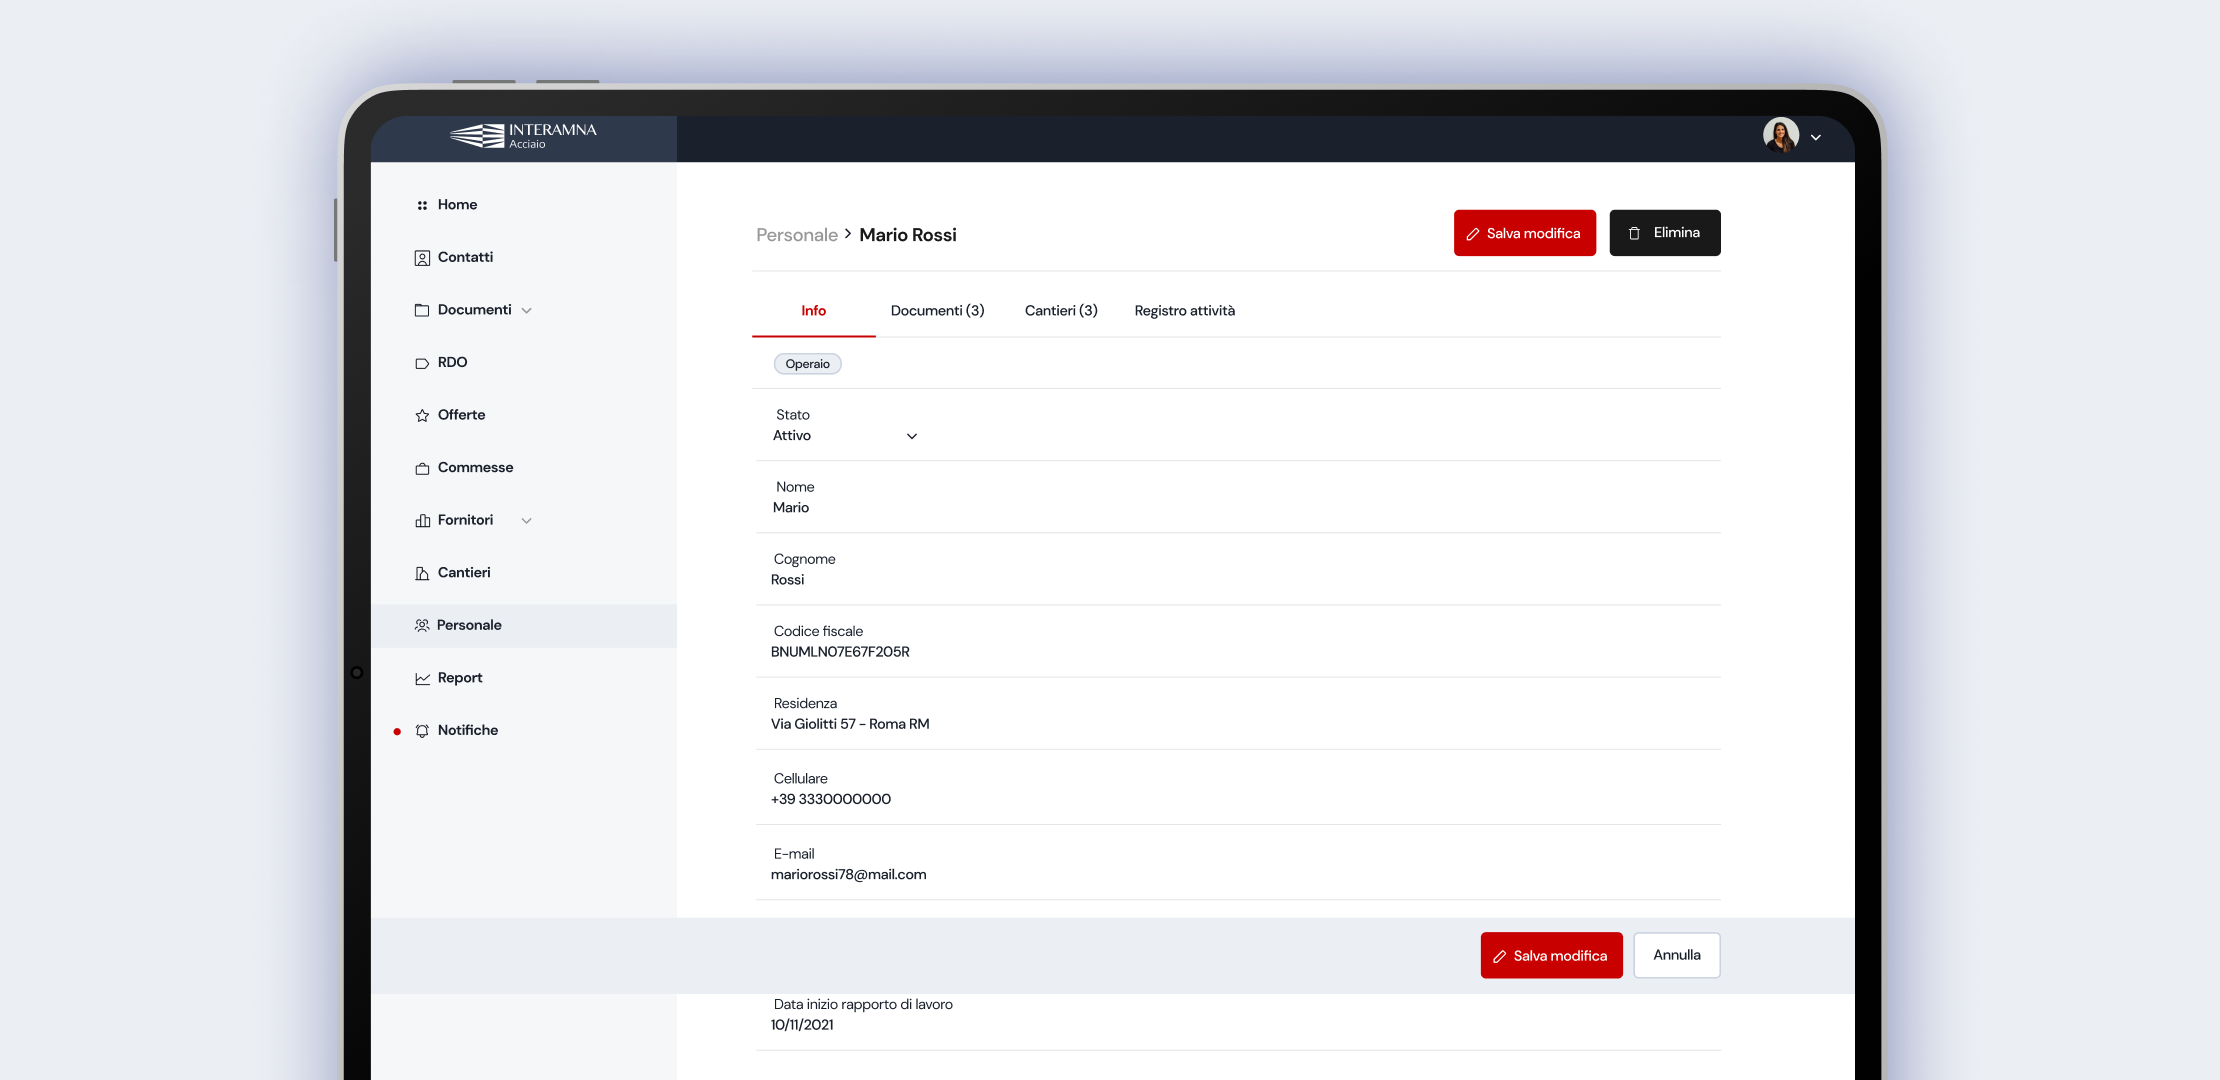 INTERAMNA
Acciaio
Home
Contatti
Documenti
RDO
Offerte
Commesse
Fornitori
Cantieri
Personale
Report
Notifiche
Personale > Mario Rossi
Salva modifica
Elimina
Info
Documenti (3)
Cantieri (3)
Registro attività
Operaio
Stato
Attivo
Nome
Mario
Cognome
Rossi
Codice fiscale
BNUMLN07E67F205R
Residenza
Via Giolitti 57 - Roma RM
Cellulare
+39 3330000000
E-mail
mariorossi78@mail.com
Salva modifica
Annulla
Data inizio rapporto di lavoro
10/11/2021